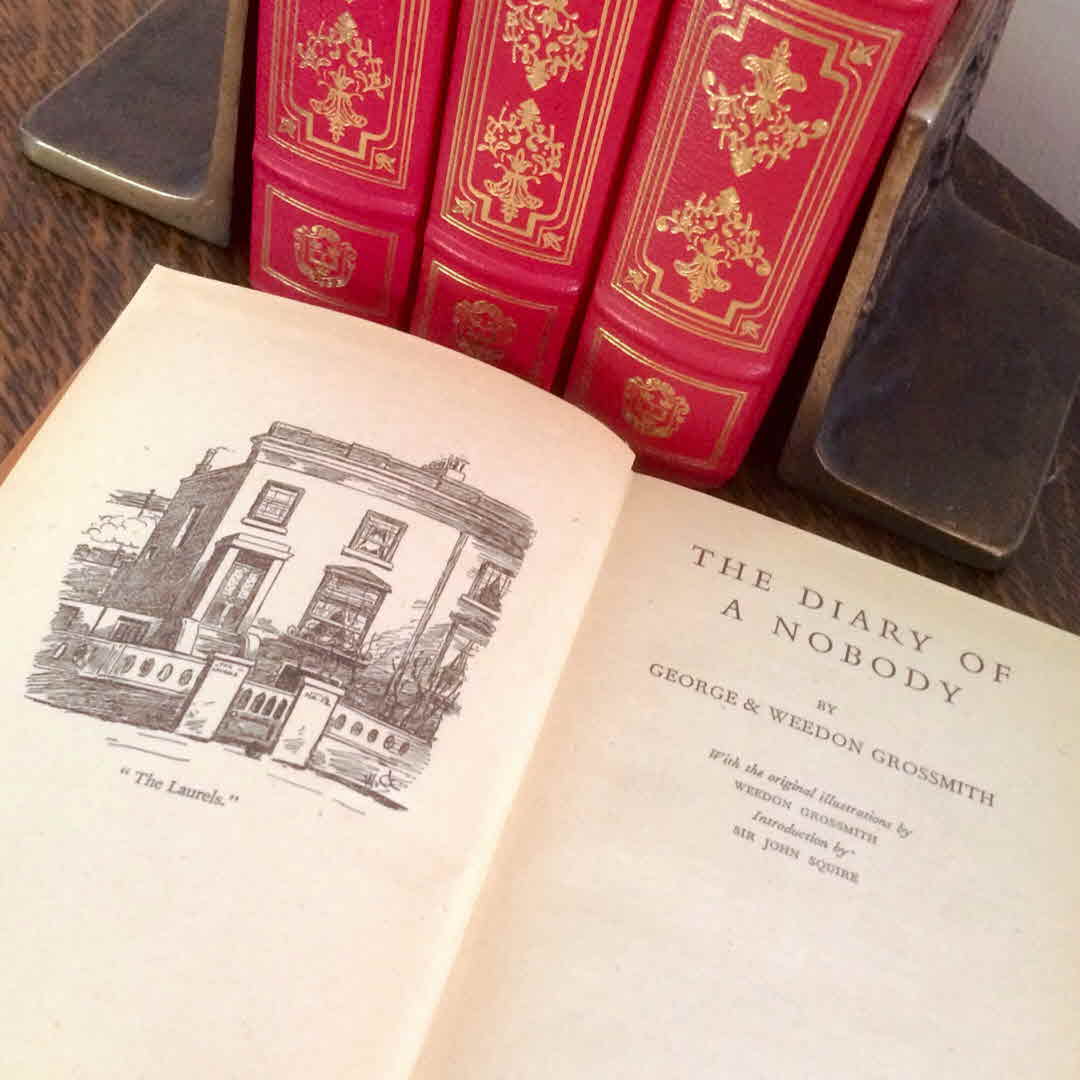 "The Laurels."
THE DIARY OF
A NOBODY
BY
GEORGE & WEEDON GROSSMITH
With the original illustrations by
WEEDON GROSSMITH
Introduction by
SIR JOHN SQUIRE